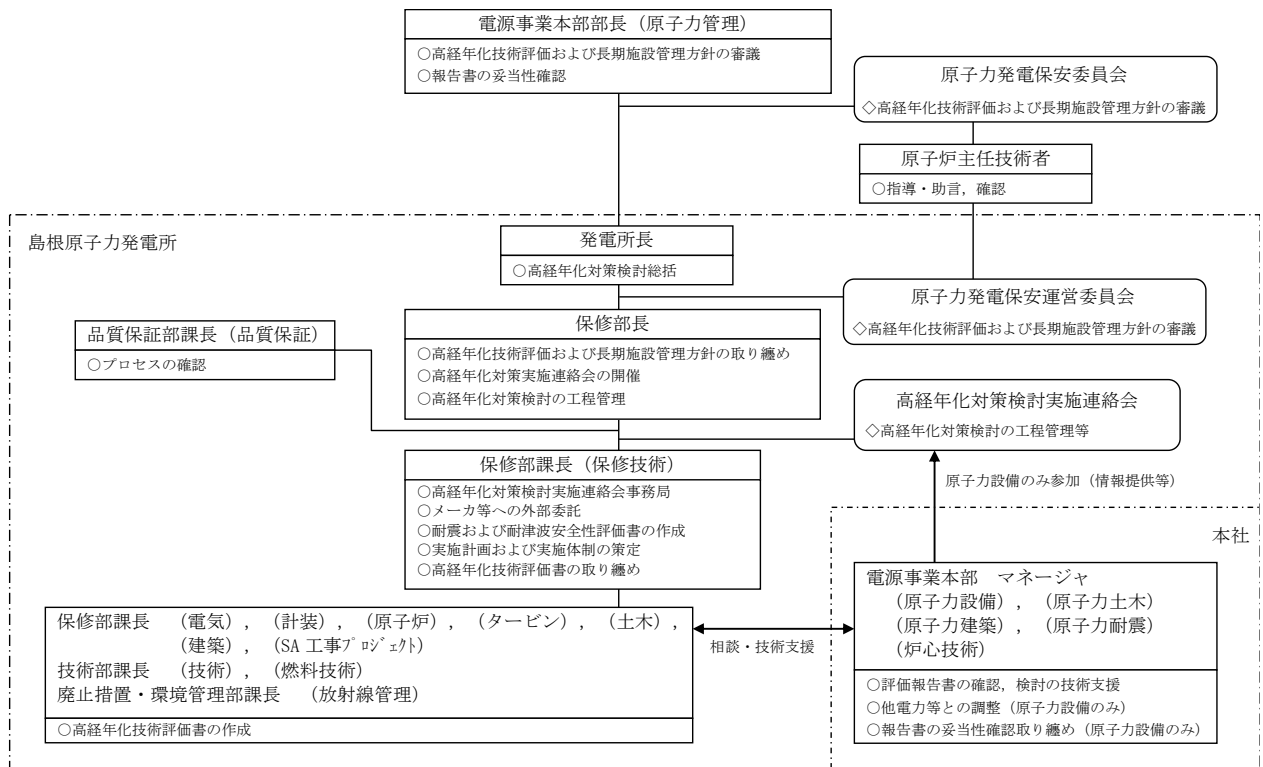 電源事業本部部長（原子力管理）
○高経年化技術評価および長期施設管理方針の審議
○報告書の妥当性確認
原子力発電保安委員会
◇高経年化技術評価および長期施設管理方針の審議
原子炉主任技術者
○指導・助言，確認
島根原子力発電所
発電所長
○高経年化対策検討総括
原子力発電保安運営委員会
◇高経年化技術評価および長期施設管理方針の審議
品質保証部課長（品質保証）
○プロセスの確認
保修部長
○高経年化技術評価および長期施設管理方針の取り纏め
○高経年化対策実施連絡会の開催
○高経年化対策検討の工程管理
高経年化対策検討実施連絡会
◇高経年化対策検討の工程管理等
保修部課長（保修技術）
○高経年化対策検討実施連絡会事務局
○メーカ等への外部委託
○耐震および耐津波安全性評価書の作成
○実施計画および実施体制の策定
○高経年化技術評価書の取り纏め
原子力設備のみ参加（情報提供等）
本社
保修部課長　（電気），（計装），（原子炉），（タービン），（土木），
（建築），（SA 工事ﾌﾟﾛｼﾞｪｸﾄ）
技術部課長　（技術），（燃料技術）
廃止措置・環境管理部課長　（放射線管理）
○高経年化技術評価書の作成
相談・技術支援
電源事業本部　マネージャ
（原子力設備），（原子力土木）
（原子力建築），（原子力耐震）
（炉心技術）
○評価報告書の確認，検討の技術支援
○他電力等との調整（原子力設備のみ）
○報告書の妥当性確認取り纏め（原子力設備のみ）